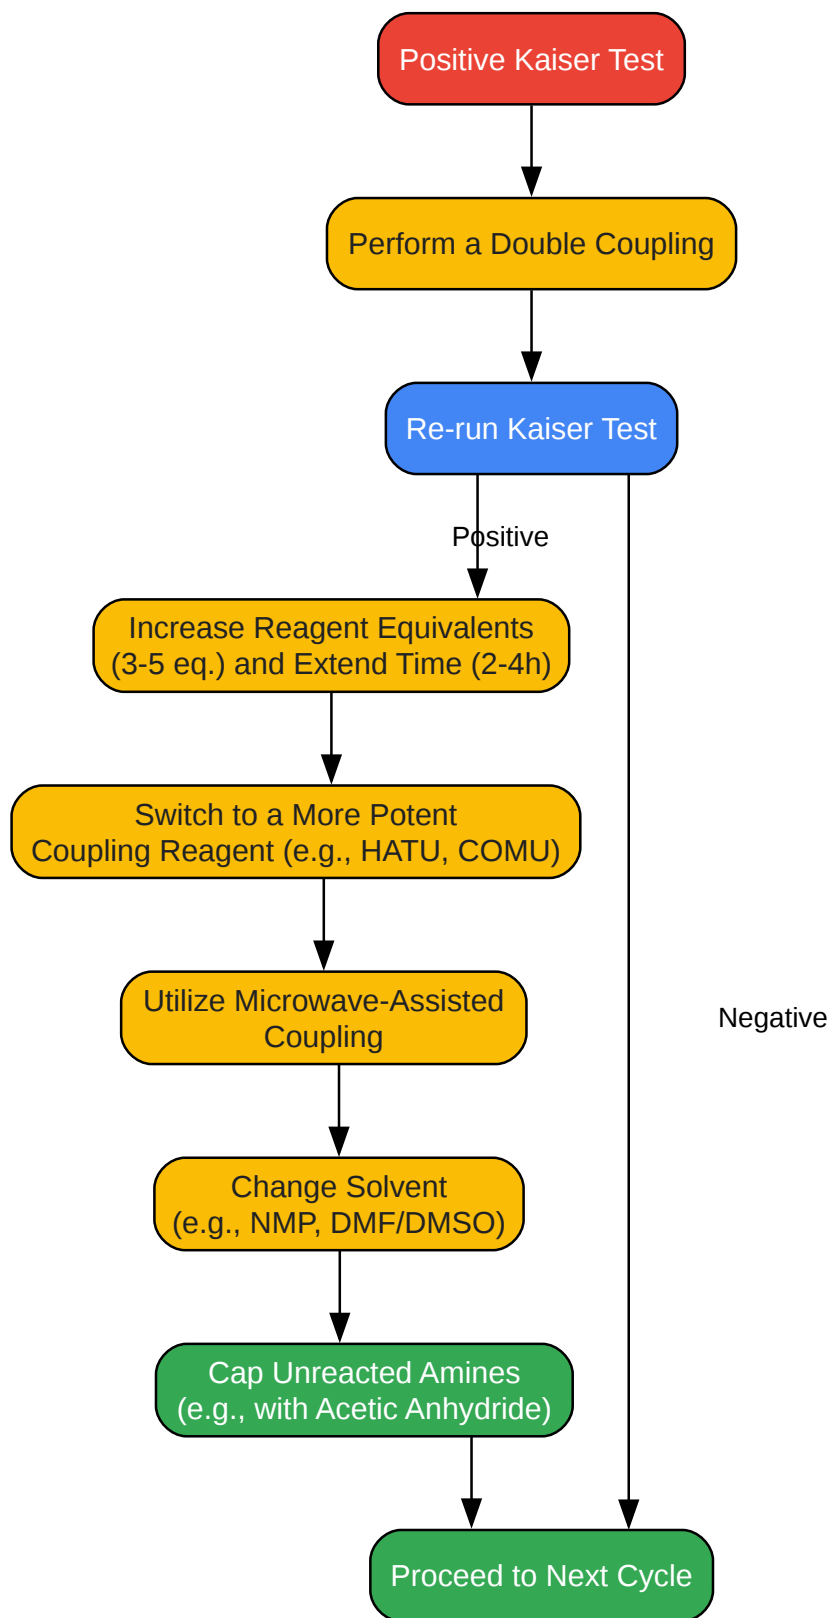 Positive Kaiser Test
Perform a Double Coupling
Re-run Kaiser Test
Positive
Increase Reagent Equivalents
(3-5 eq.) and Extend Time (2-4h)
Switch to a More Potent
Coupling Reagent (e.g., HATU, COMU)
Utilize Microwave-Assisted
Coupling
Negative
Change Solvent
(e.g., NMP, DMF/DMSO)
Cap Unreacted Amines
(e.g., with Acetic Anhydride)
Proceed to Next Cycle